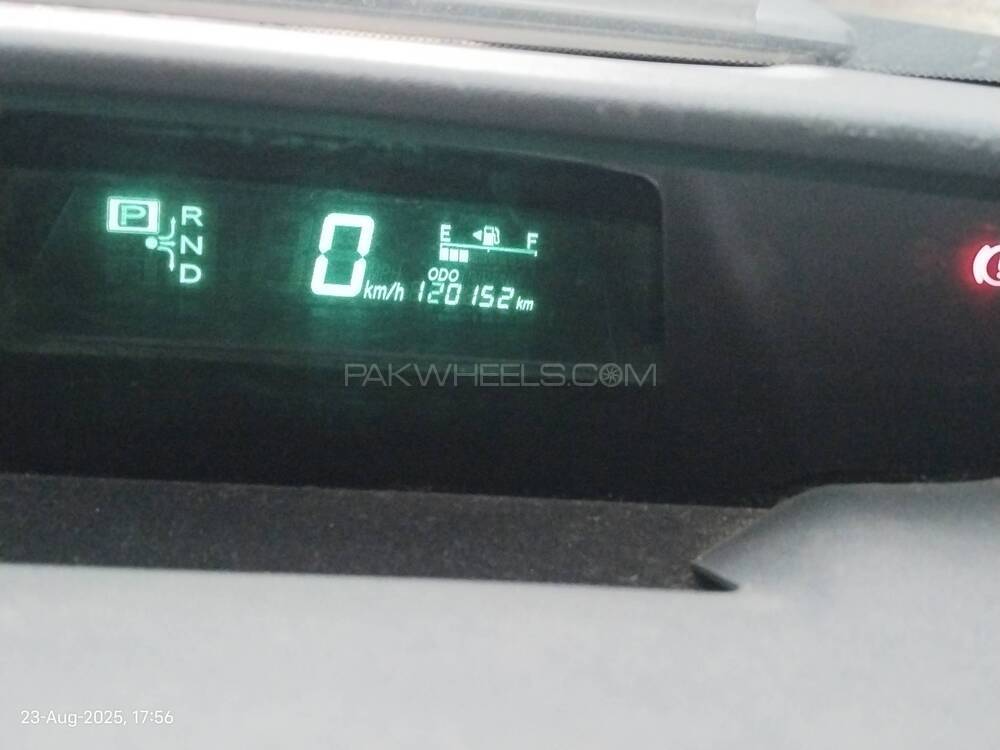 P R
N
D
0 km/h
E F
ODO
120152 km
PAKWHEELS.COM
23-Aug-2025, 17:56